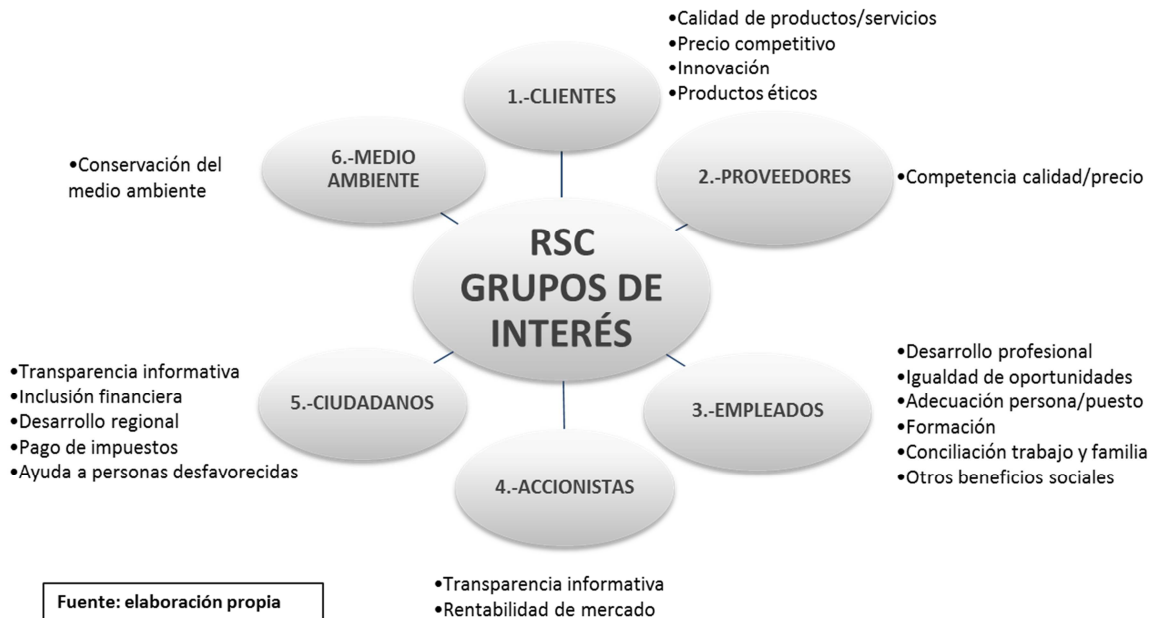 •Calidad de productos/servicios
•Precio competitivo
•Innovación
•Productos éticos
1.-CLIENTES
6.-MEDIO
AMBIENTE
•Conservación del
medio ambiente
2.-PROVEEDORES
•Competencia calidad/precio
RSC
GRUPOS DE
INTERÉS
•Transparencia informativa
•Inclusión financiera
•Desarrollo regional
•Pago de impuestos
•Ayuda a personas desfavorecidas
5.-CIUDADANOS
3.-EMPLEADOS
•Desarrollo profesional
•Igualdad de oportunidades
•Adecuación persona/puesto
•Formación
•Conciliación trabajo y familia
•Otros beneficios sociales
4.-ACCIONISTAS
•Transparencia informativa
•Rentabilidad de mercado
Fuente: elaboración propia